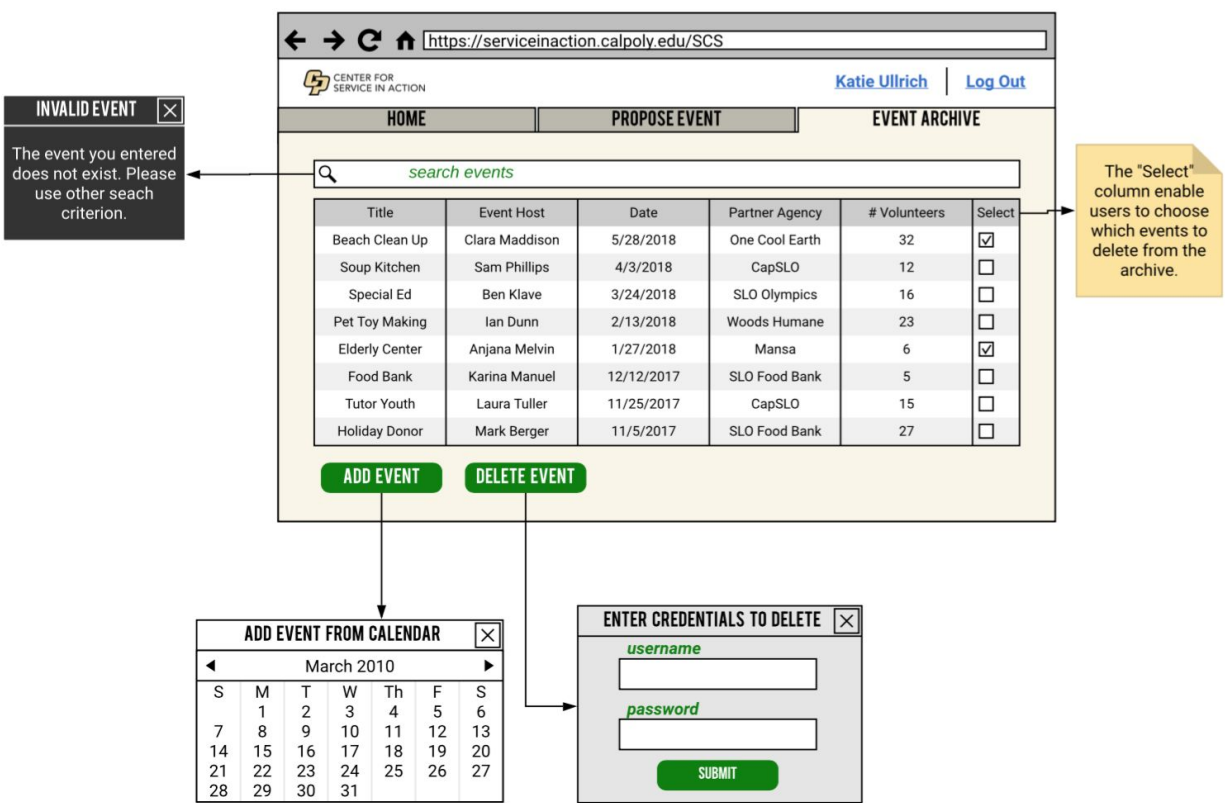 https://serviceinaction.calpoly.edu/SCS
CP CENTER FOR
SERVICE IN ACTION
Katie Ullrich Log Out
HOME PROPOSE EVENT EVENT ARCHIVE
INVALID EVENT
The event you entered
does not exist. Please
use other seach
criterion.
search events
Title Event Host Date Partner Agency # Volunteers Select
Beach Clean Up Clara Maddison 5/28/2018 One Cool Earth 32
Soup Kitchen Sam Phillips 4/3/2018 CapSLO 12
Special Ed Ben Klave 3/24/2018 SLO Olympics 16
Pet Toy Making Ian Dunn 2/13/2018 Woods Humane 23
Elderly Center Anjana Melvin 1/27/2018 Mansa 6
Food Bank Karina Manuel 12/12/2017 SLO Food Bank 5
Tutor Youth Laura Tuller 11/25/2017 CapSLO 15
Holiday Donor Mark Berger 11/5/2017 SLO Food Bank 27
The "Select"
column enable
users to choose
which events to
delete from the
archive.
ADD EVENT DELETE EVENT
ADD EVENT FROM CALENDAR
March 2010
S M T W Th F S
1 2 3 4 5 6
7 8 9 10 11 12 13
14 15 16 17 18 19 20
21 22 23 24 25 26 27
28 29 30 31
ENTER CREDENTIALS TO DELETE
username
password
SUBMIT